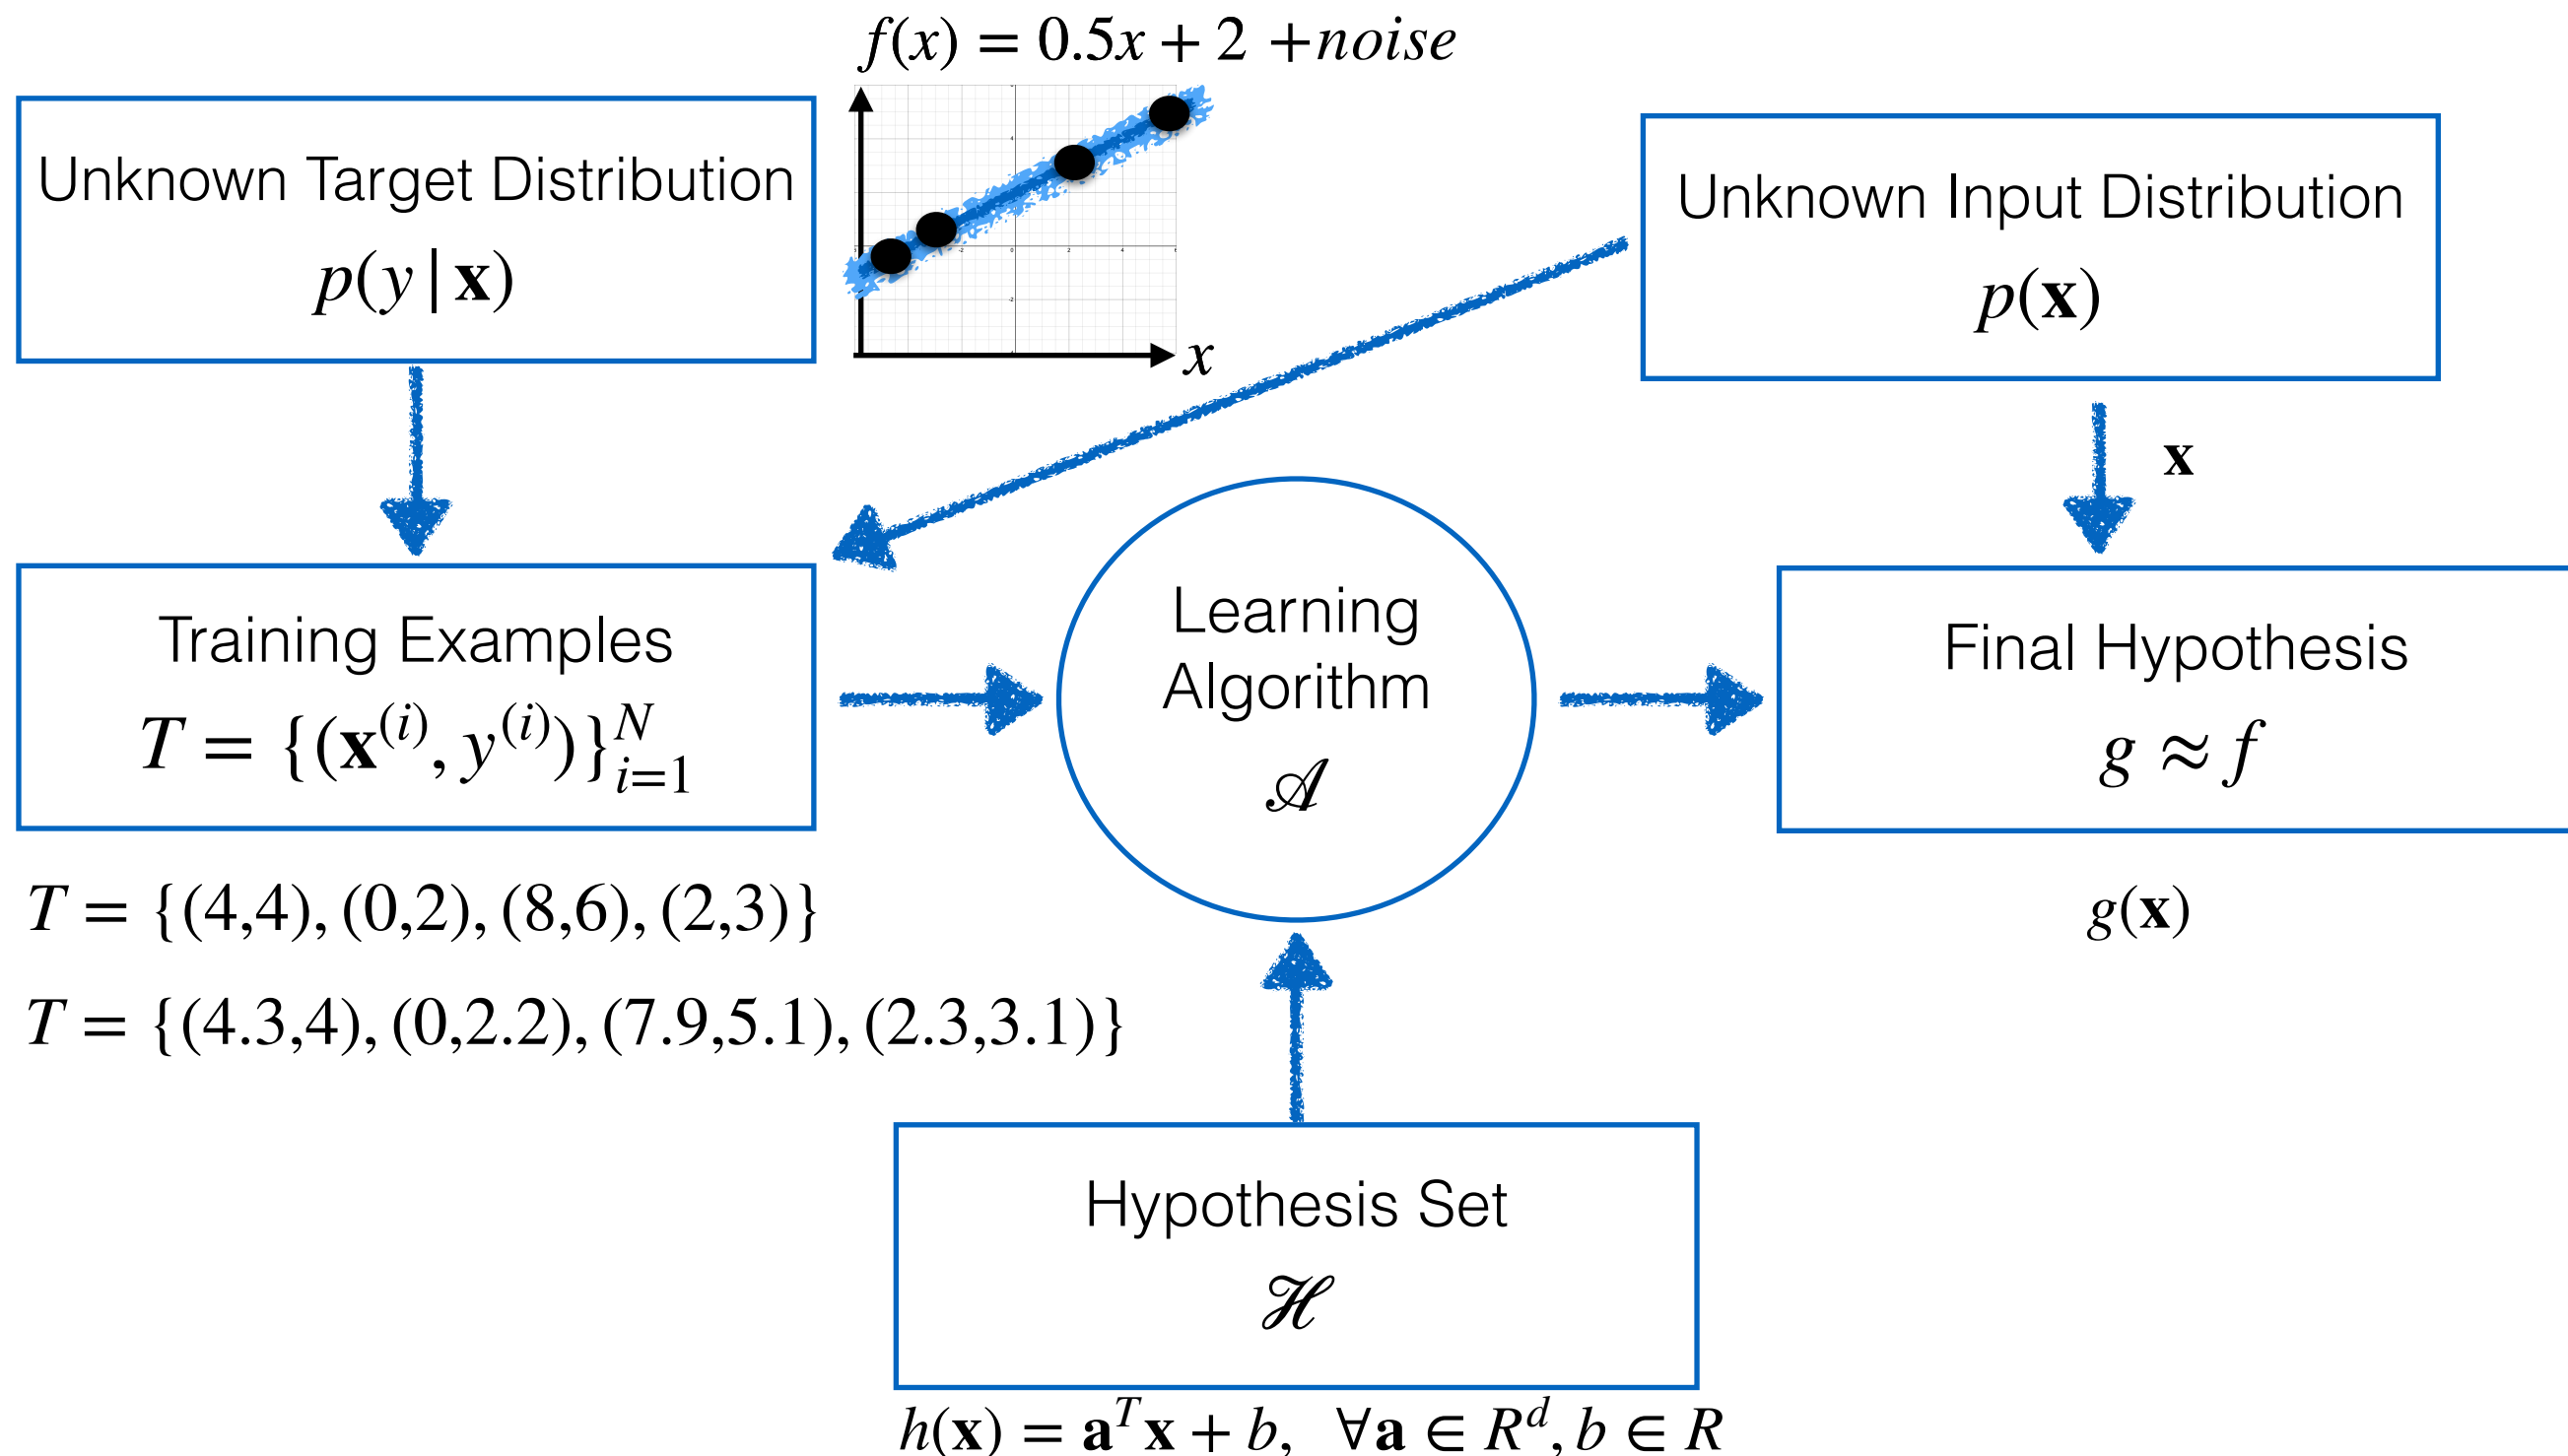 f(x) = 0.5x + 2 +noise
Unknown Target Distribution
p(y | x)
x
Unknown Input Distribution
p(x)
x
Training Examples
T = {(x^(i), y^(i))}_{i=1}^N
Learning
Algorithm
𝒜
Final Hypothesis
g ≈ f
T = {(4,4), (0,2), (8,6), (2,3)}
g(x)
T = {(4.3,4), (0,2.2), (7.9,5.1), (2.3,3.1)}
Hypothesis Set
ℋ
h(x) = a^T x + b, ∀a ∈ R^d, b ∈ R